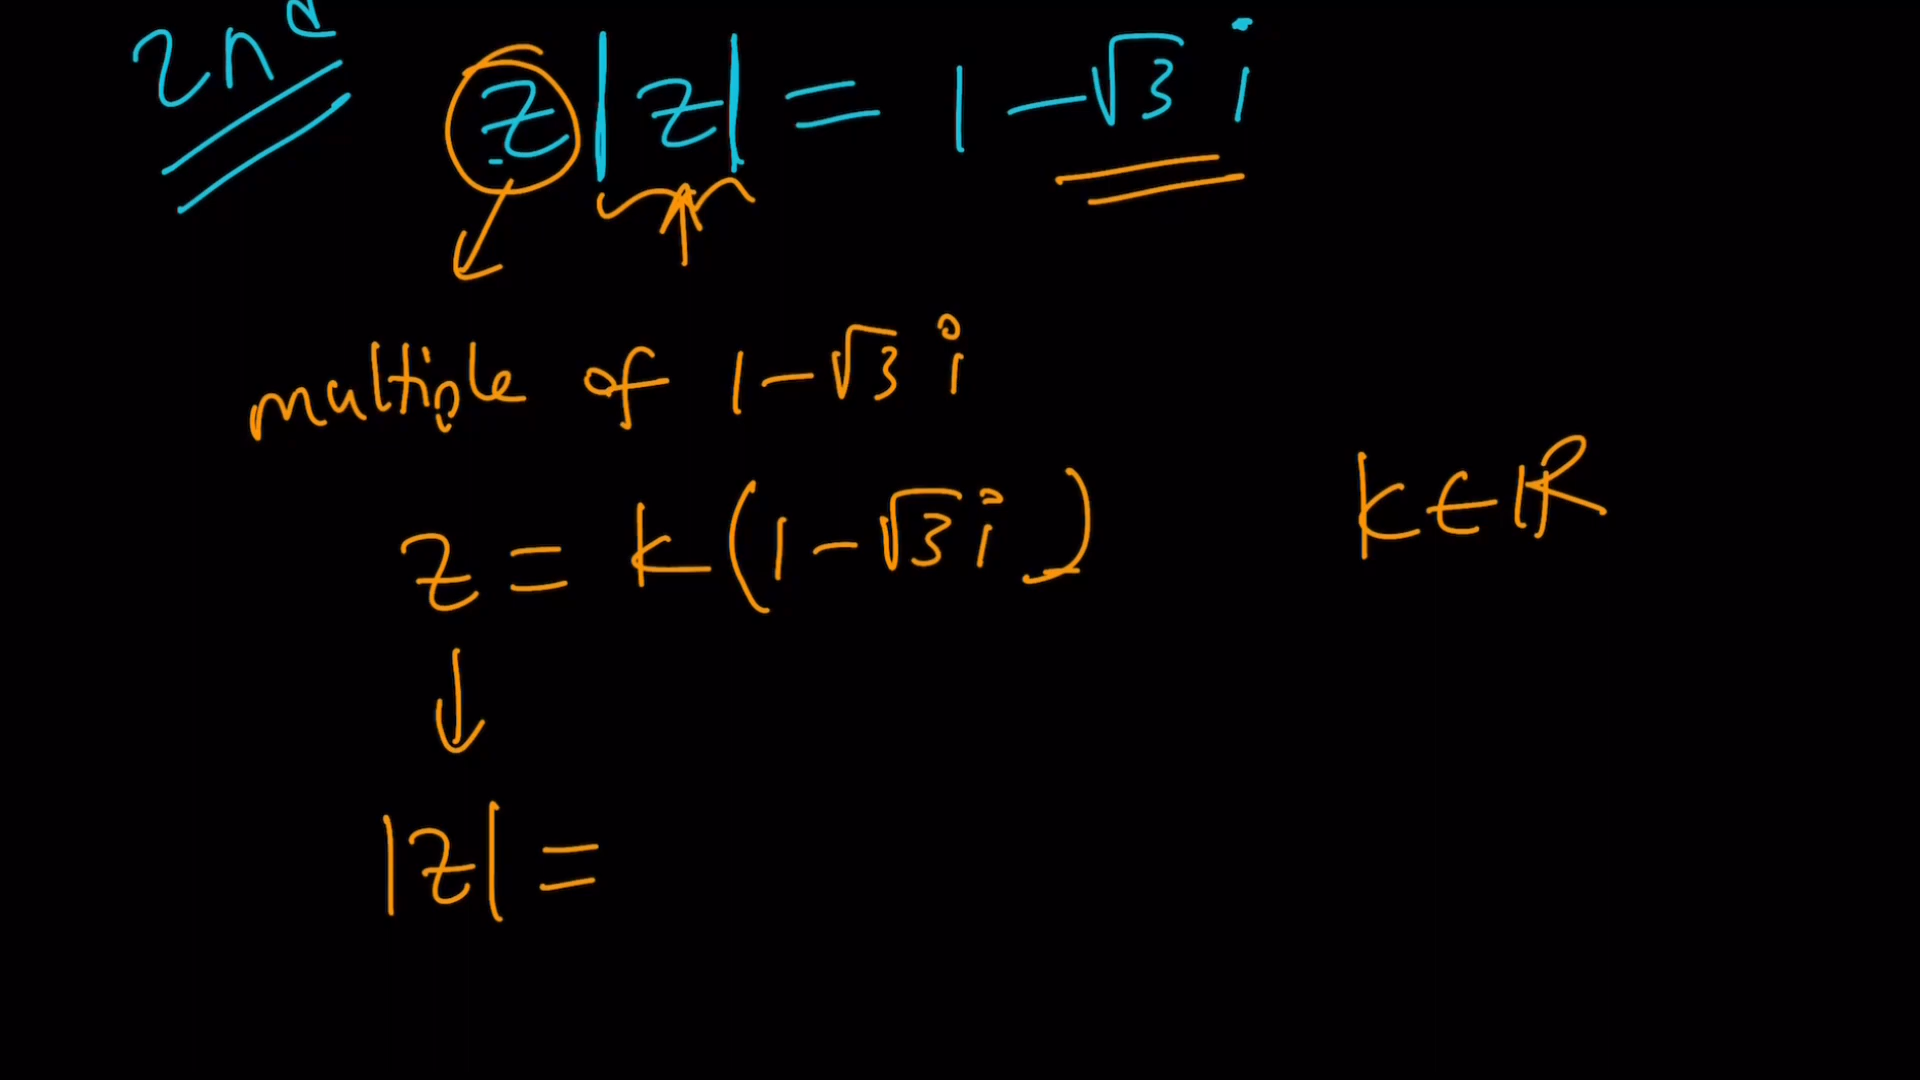 2nd
z|z| = 1 - √3 i
multiple of 1 - √3 i
z = k(1 - √3 i) k ∈ ℝ
|z| =